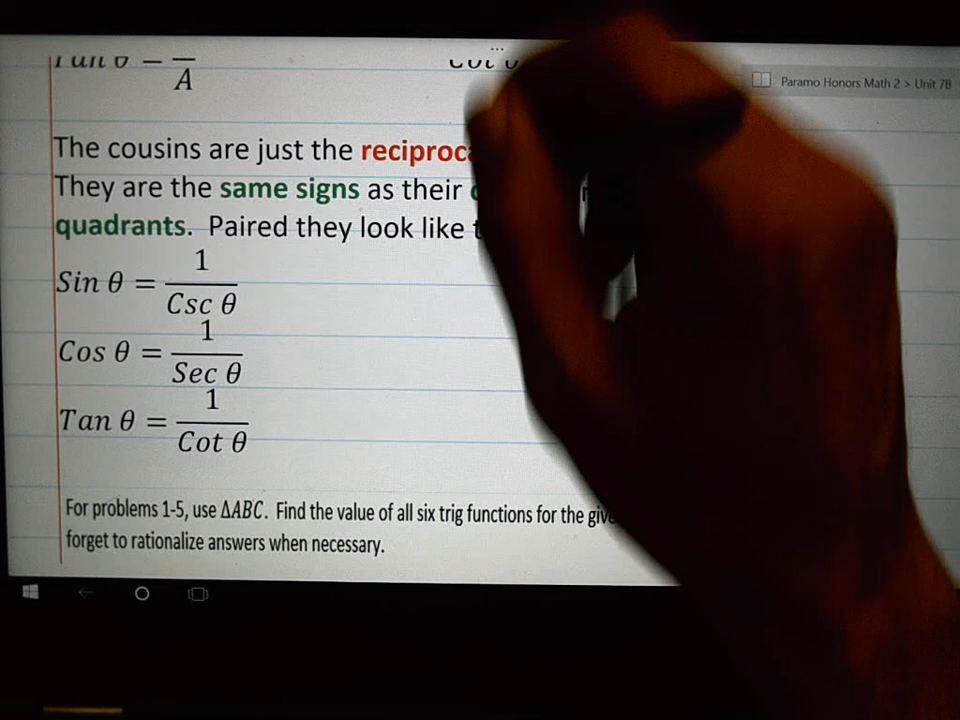 A
Paramo Honors Math 2 > Unit 7B
The cousins are just the
They are the same signs as their
quadrants. Paired they look like
Sin θ = 1 / Csc θ
Cos θ = 1 / Sec θ
Tan θ = 1 / Cot θ
For problems 1-5, use ΔABC. Find the value of all six trig functions for the
forget to rationalize answers when necessary.